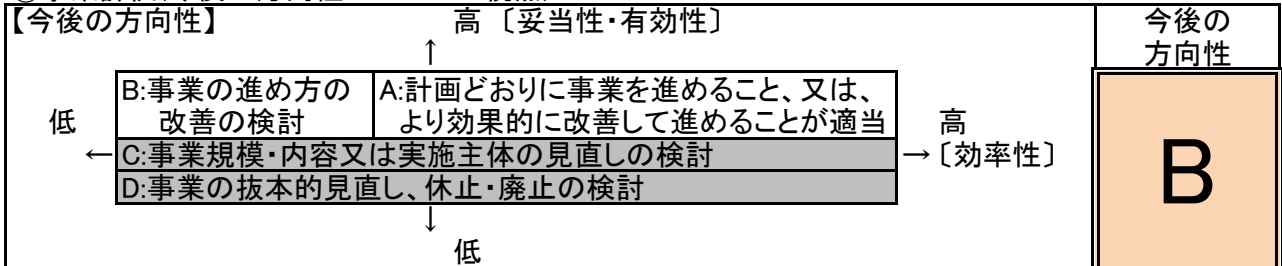 【今後の方向性】 高 〔妥当性・有効性〕 今後の
↑ 方向性
B:事業の進め方の A:計画どおりに事業を進めること、又は、
低 改善の検討 より効果的に改善して進めることが適当 高
← C:事業規模・内容又は実施主体の見直しの検討 →〔効率性〕 B
D:事業の抜本的見直し、休止・廃止の検討
↓
低